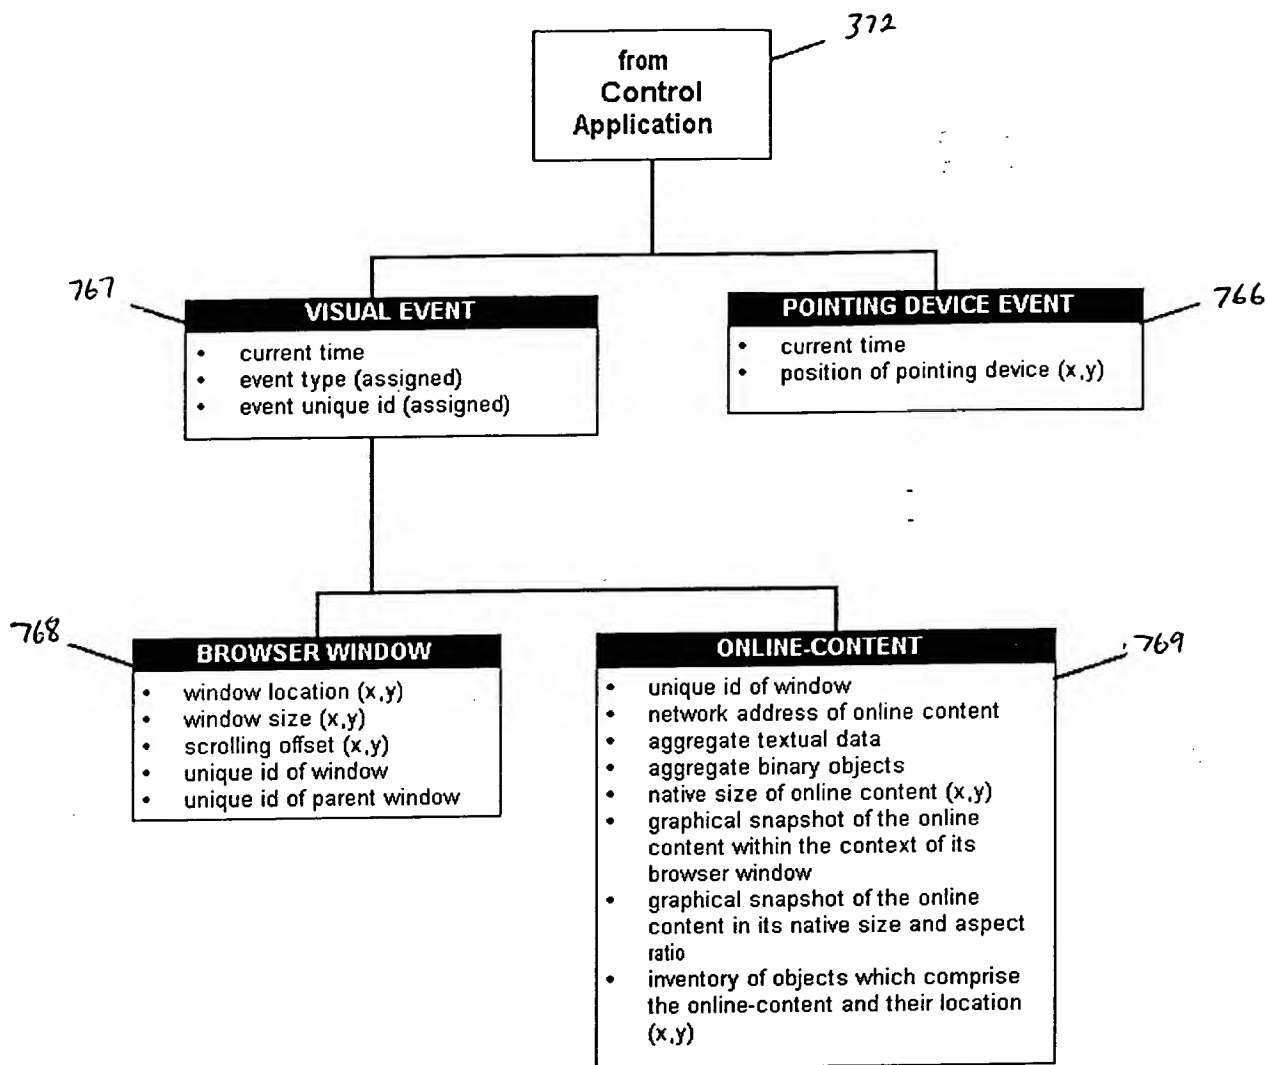 372
from
Control
Application
767
VISUAL EVENT
• current time
• event type (assigned)
• event unique id (assigned)
POINTING DEVICE EVENT
• current time
• position of pointing device (x,y)
766
768
BROWSER WINDOW
• window location (x,y)
• window size (x,y)
• scrolling offset (x,y)
• unique id of window
• unique id of parent window
ONLINE-CONTENT
• unique id of window
• network address of online content
• aggregate textual data
• aggregate binary objects
• native size of online content (x,y)
• graphical snapshot of the online
content within the context of its
browser window
• graphical snapshot of the online
content in its native size and aspect
ratio
• inventory of objects which comprise
the online-content and their location
(x,y)
769